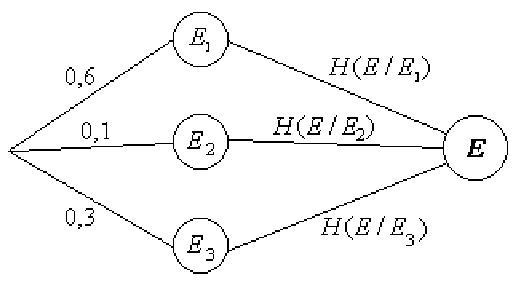 E₁
H(E / E₁)
0,6
0,1
H(E / E₂)
E₂
E
0,3
H(E / E₃)
E₃